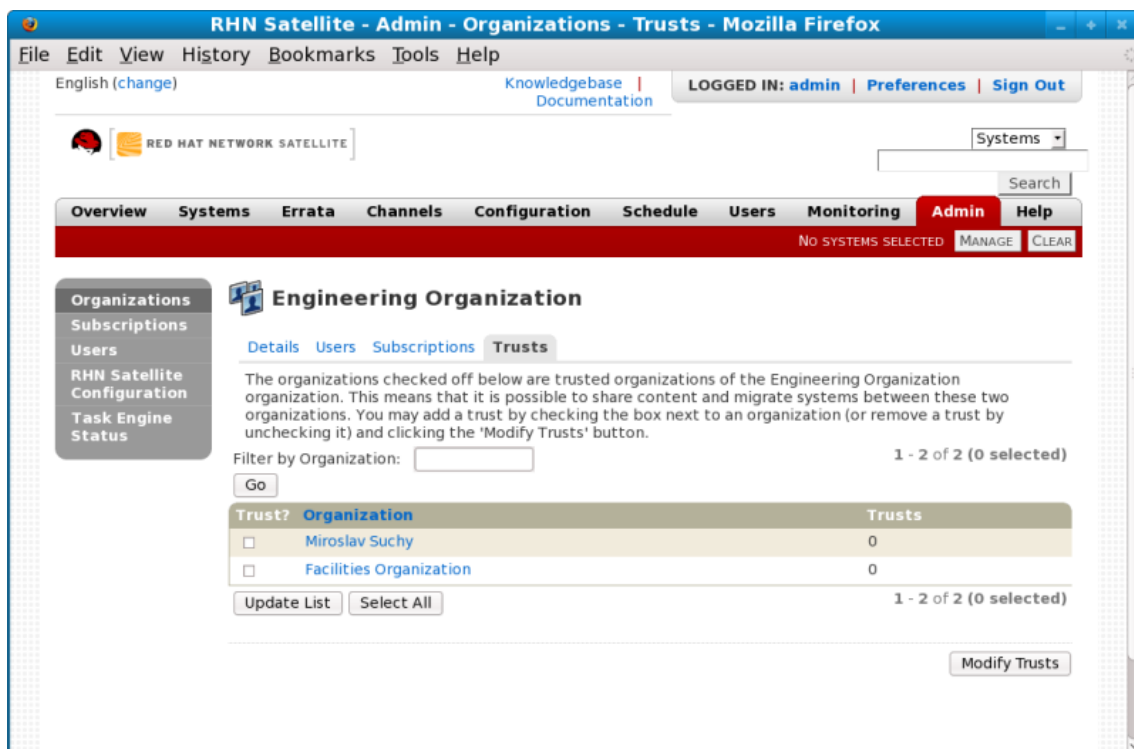 RHN Satellite - Admin - Organizations - Trusts - Mozilla Firefox
File Edit View History Bookmarks Tools Help
English (change)
Knowledgebase |
Documentation
LOGGED IN: admin | Preferences | Sign Out
RED HAT NETWORK SATELLITE
Systems
Search
Overview Systems Errata Channels Configuration Schedule Users Monitoring Admin Help
NO SYSTEMS SELECTED MANAGE CLEAR
Organizations
Subscriptions
Users
RHN Satellite
Configuration
Task Engine
Status
Engineering Organization
Details Users Subscriptions Trusts
The organizations checked off below are trusted organizations of the Engineering Organization
organization. This means that it is possible to share content and migrate systems between these two
organizations. You may add a trust by checking the box next to an organization (or remove a trust by
unchecking it) and clicking the 'Modify Trusts' button.
Filter by Organization:
1 - 2 of 2 (0 selected)
Go
Trust? Organization Trusts
Miroslav Suchy 0
Facilities Organization 0
Update List Select All
1 - 2 of 2 (0 selected)
Modify Trusts